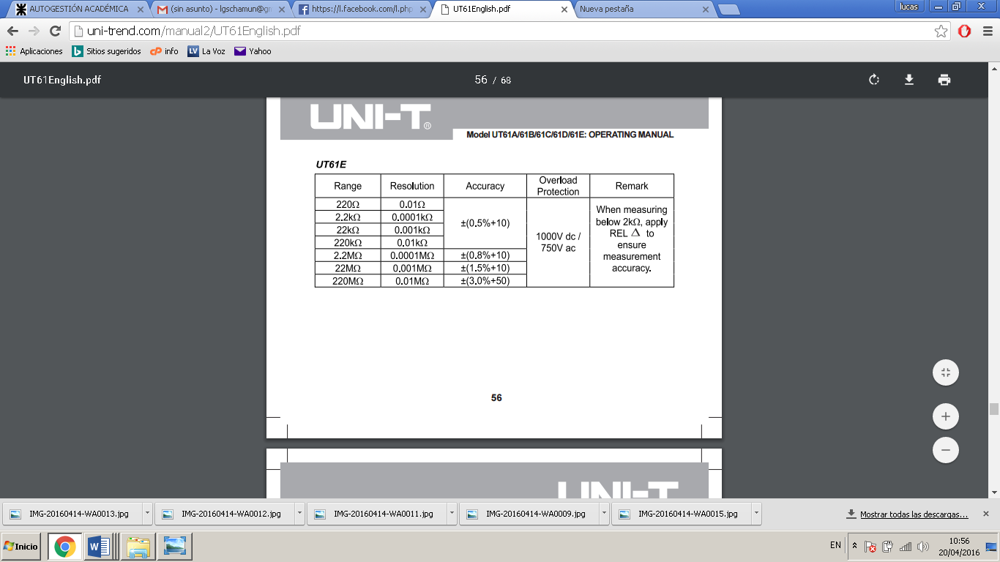 AUTOGESTIÓN ACADÉMICA
(sin asunto) - lgschamun@gm
https://l.facebook.com/l.php
UT61English.pdf
Nueva pestaña
lucas
uni-trend.com/manual2/UT61English.pdf
Aplicaciones
Sitios sugeridos
info
LV La Voz
Yahoo
UT61English.pdf
56 / 68
UNI-T®
Model UT61A/61B/61C/61D/61E: OPERATING MANUAL
UT61E
Range Resolution Accuracy Overload Protection Remark
220Ω 0.01Ω ±(0.5%+10) 1000V dc / 750V ac When measuring below 2kΩ, apply REL Δ to ensure measurement accuracy.
2.2kΩ 0.0001kΩ
22kΩ 0.001kΩ
220kΩ 0.01kΩ
2.2MΩ 0.0001MΩ ±(0.8%+10)
22MΩ 0.001MΩ ±(1.5%+10)
220MΩ 0.01MΩ ±(3.0%+50)
56
UNI-T
IMG-20160414-WA0013.jpg
IMG-20160414-WA0012.jpg
IMG-20160414-WA0011.jpg
IMG-20160414-WA0009.jpg
IMG-20160414-WA0015.jpg
Mostrar todas las descargas...
Inicio
EN
10:56
20/04/2016